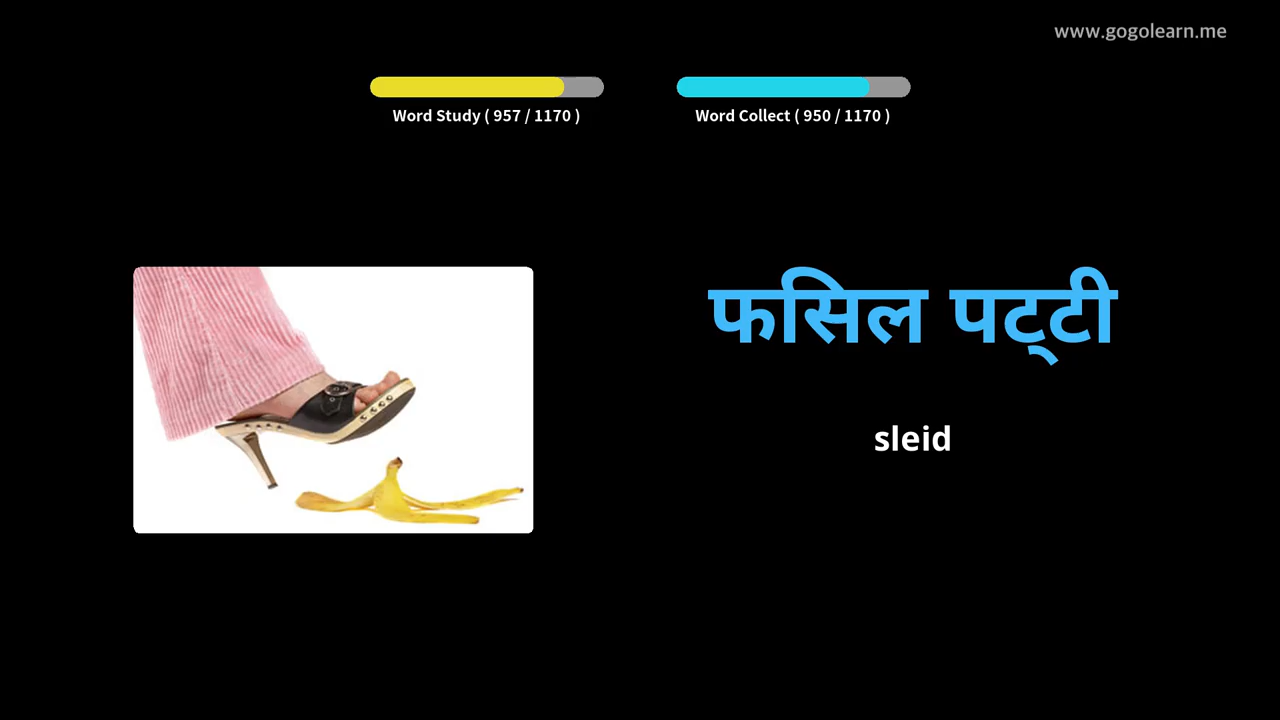 www.gogolearn.me
Word Study ( 957 / 1170 )
Word Collect ( 950 / 1170 )
फसिल पट्टी
sleid